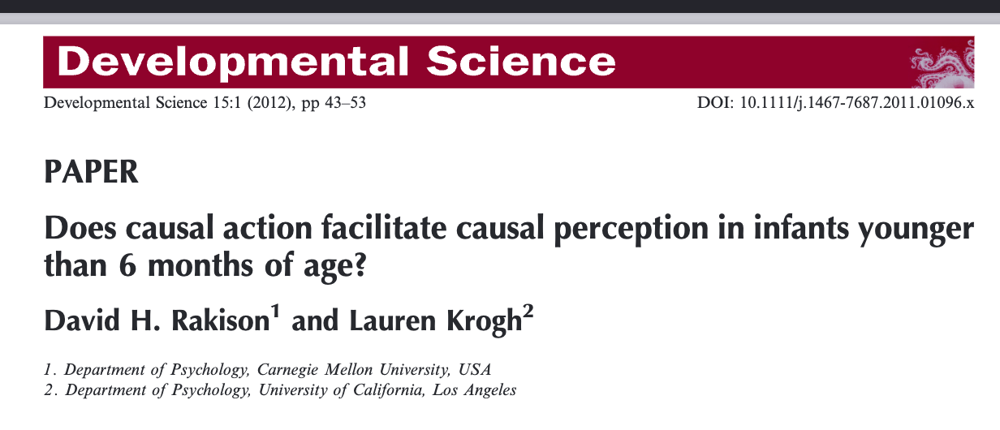 Developmental Science
Developmental Science 15:1 (2012), pp 43–53 DOI: 10.1111/j.1467-7687.2011.01096.x
PAPER
Does causal action facilitate causal perception in infants younger
than 6 months of age?
David H. Rakison¹ and Lauren Krogh²
1. Department of Psychology, Carnegie Mellon University, USA
2. Department of Psychology, University of California, Los Angeles